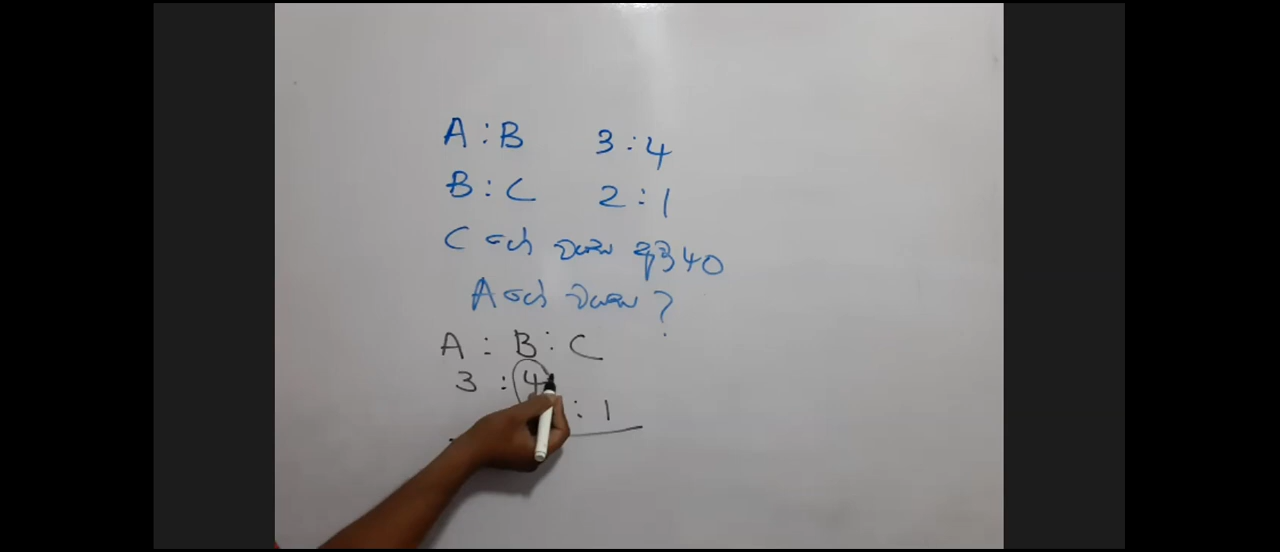 A : B 3 : 4
B : C 2 : 1
C ගේ වයස අවු 40
A ගේ වයස ?
A : B : C
3 : 4
: 1